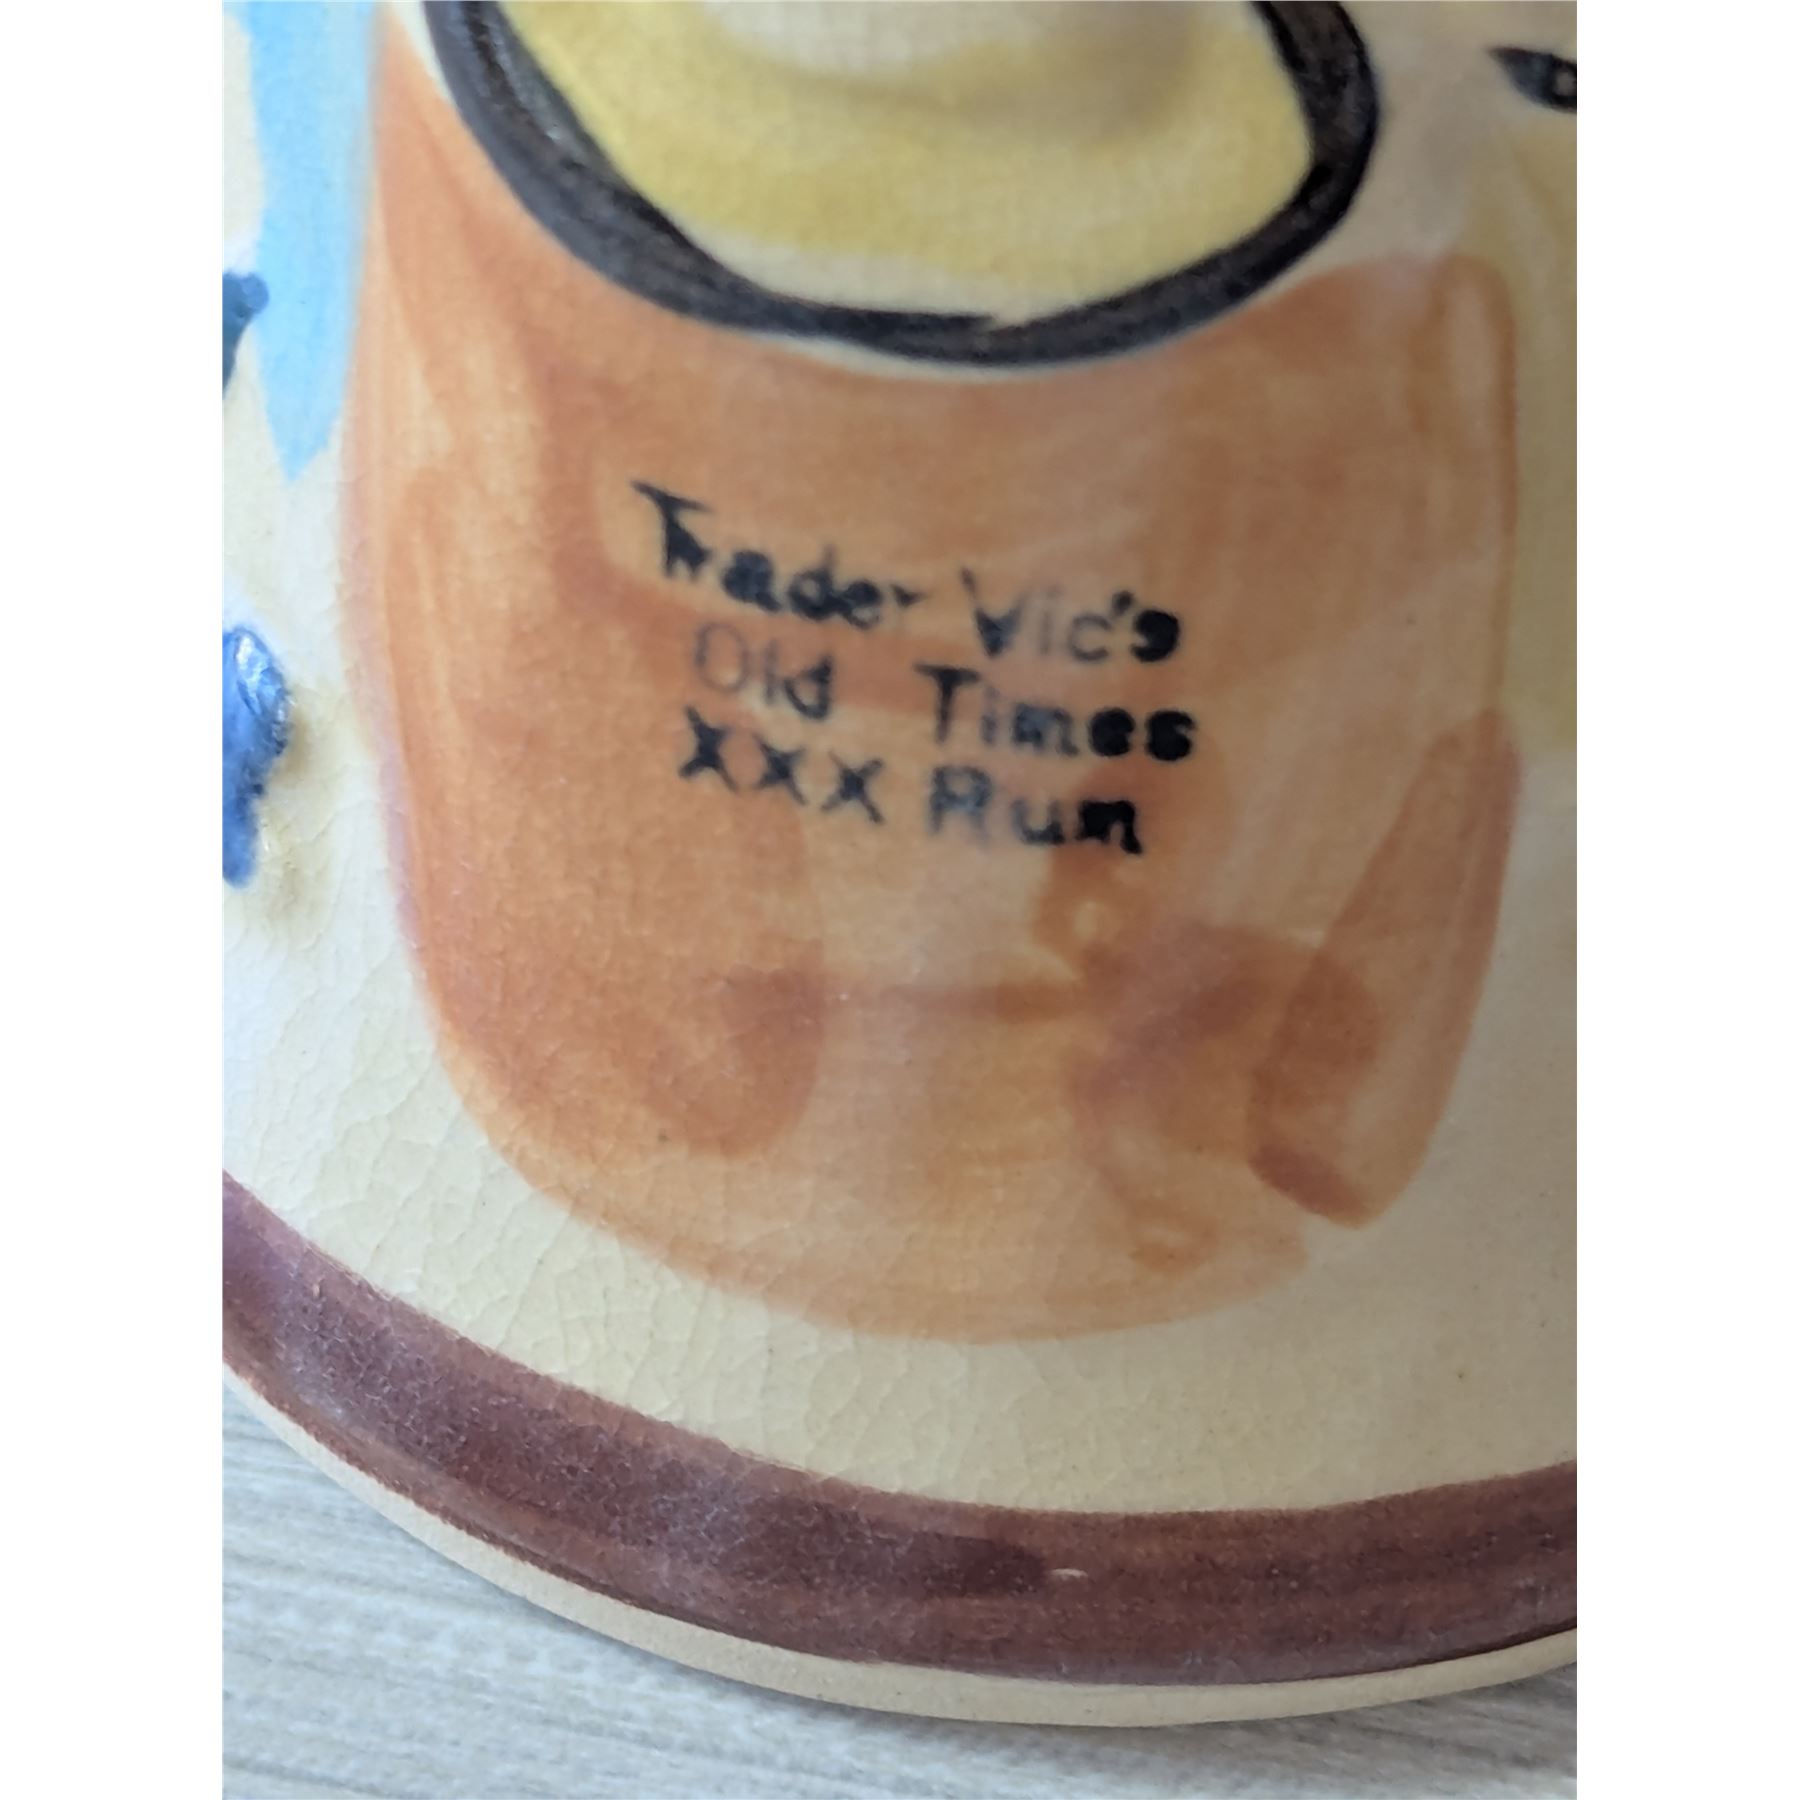 Trader Vic's
Old Times
XXX Rum